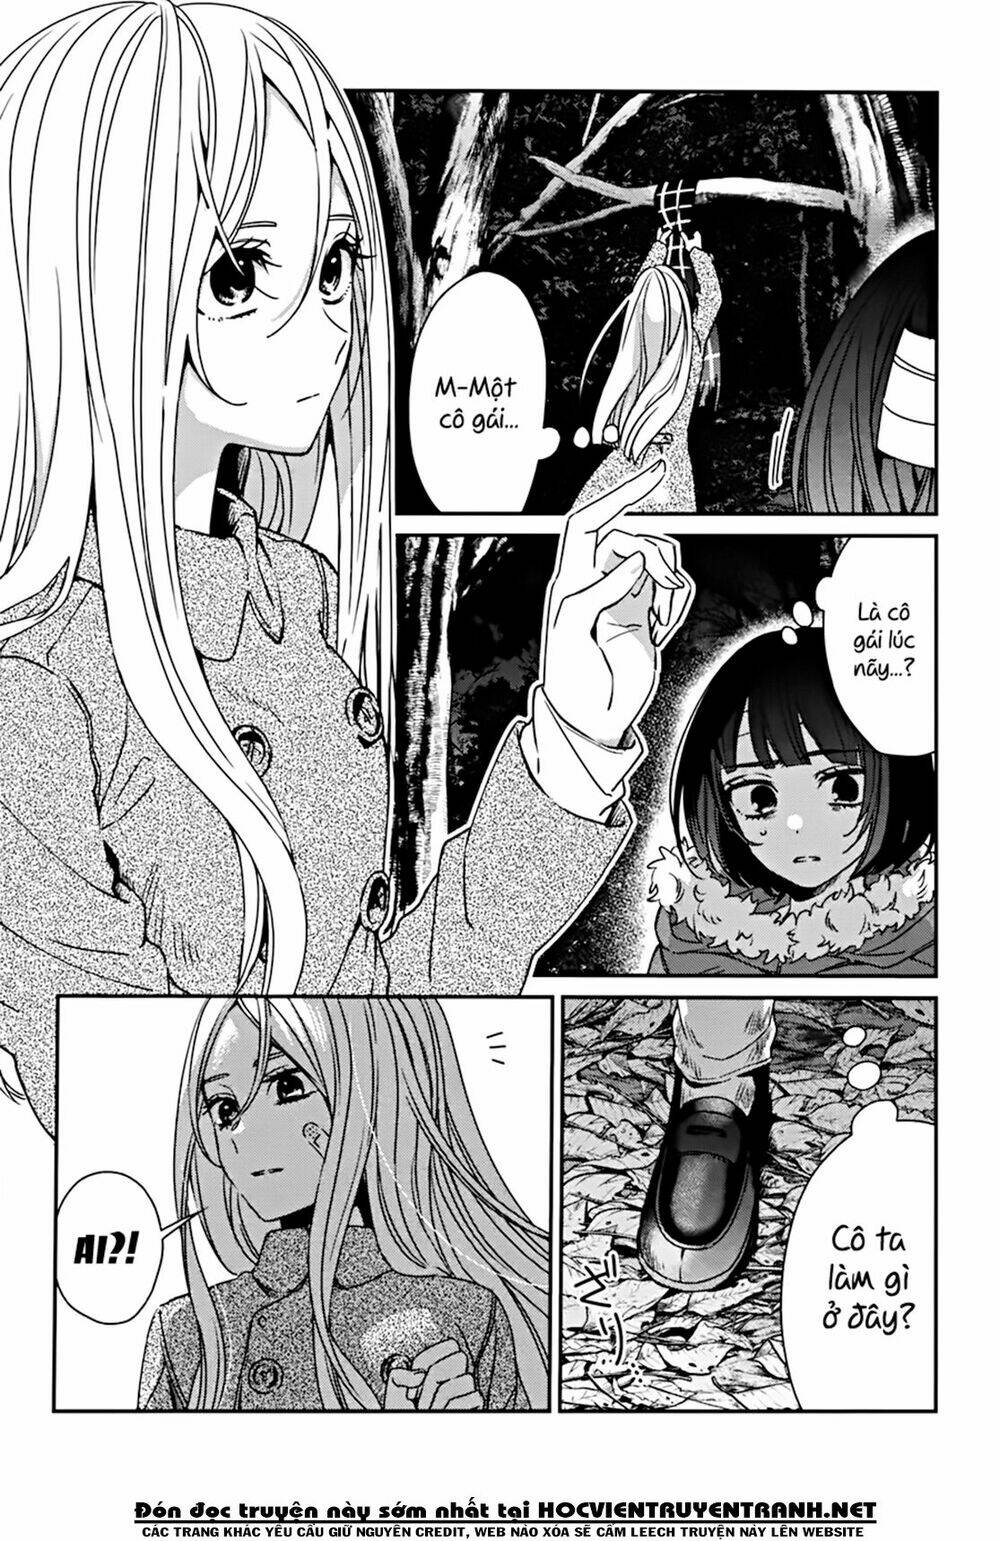 M-Một
cô gái...
Là cô
gái lúc
nãy...?
AI?!
Cô ta
làm gì
ở đây?
ザッ
Đón đọc truyện này sớm nhất tại HOCVIENTRUYENTRANH.NET
CÁC TRANG KHÁC YÊU CẦU GIỮ NGUYÊN CREDIT, WEB NÀO XÓA SẼ CẤM LEECH TRUYỆN NÀY LÊN WEBSITE